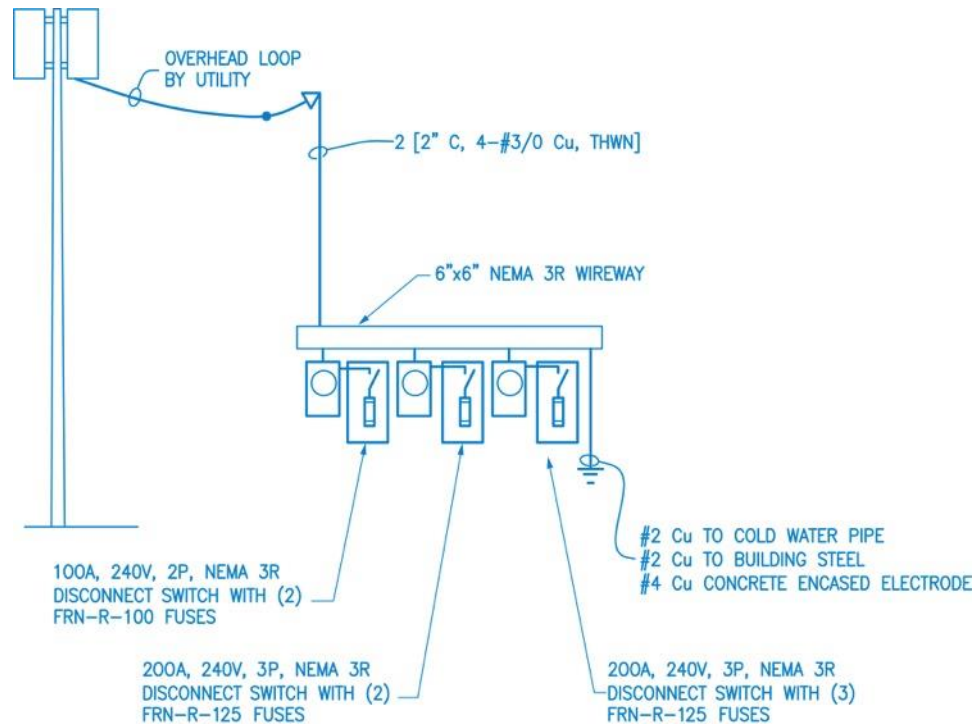 OVERHEAD LOOP
BY UTILITY
2 [2" C, 4-#3/0 Cu, THWN]
6"x6" NEMA 3R WIREWAY
#2 Cu TO COLD WATER PIPE
#2 Cu TO BUILDING STEEL
#4 Cu CONCRETE ENCASED ELECTRODE
100A, 240V, 2P, NEMA 3R
DISCONNECT SWITCH WITH (2)
FRN-R-100 FUSES
200A, 240V, 3P, NEMA 3R
DISCONNECT SWITCH WITH (2)
FRN-R-125 FUSES
200A, 240V, 3P, NEMA 3R
DISCONNECT SWITCH WITH (3)
FRN-R-125 FUSES